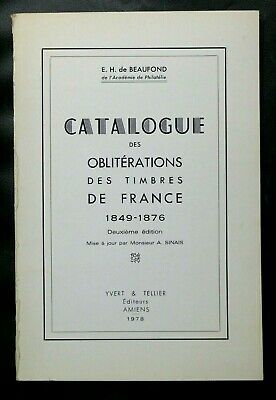 E. H. de BEAUFOND
de l'Académie de Philatélie
CATALOGUE
DES
OBLITÉRATIONS
DES TIMBRES
DE FRANCE
1849-1876
Deuxième édition
Mise à jour par Monsieur A. SINAIS
YVERT & TELLIER
Éditeurs
AMIENS
1978